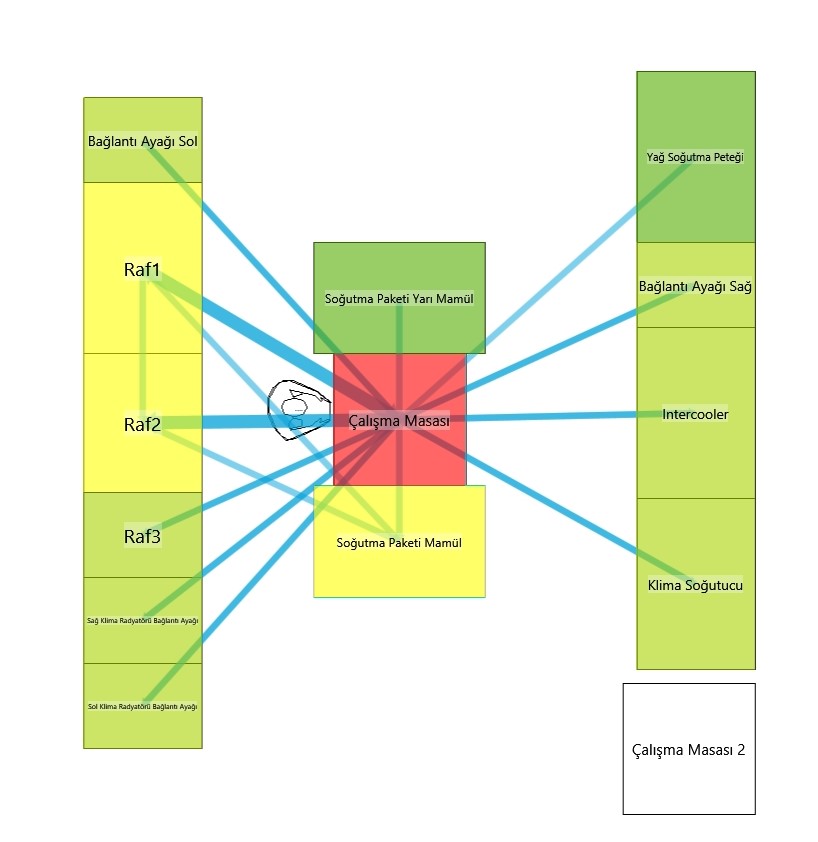 Bağlantı Ayağı Sol
Raf1
Raf2
Raf3
Sağ Klima Radyatörü Bağlantı Ayağı
Sol Klima Radyatörü Bağlantı Ayağı
Soğutma Paketi Yarı Mamül
Çalışma Masası
Soğutma Paketi Mamül
Yağ Soğutma Peteği
Bağlantı Ayağı Sağ
Intercooler
Klima Soğutucu
Çalışma Masası 2